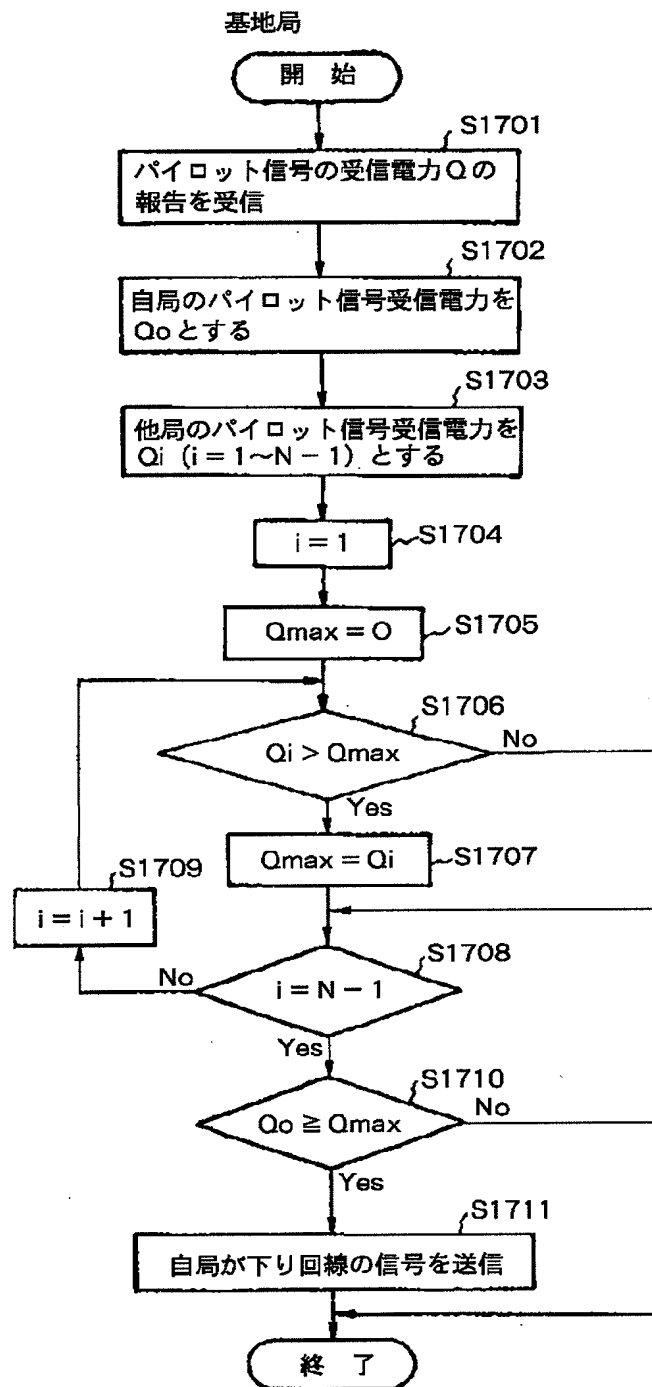 基地局
開 始
S1701
パイロット信号の受信電力Qの
報告を受信
S1702
自局のパイロット信号受信電力を
Qoとする
S1703
他局のパイロット信号受信電力を
Qi (i=1~N-1) とする
i=1
S1704
Qmax=0
S1705
S1706
Qi > Qmax
No
Yes
Qmax=Qi
S1707
S1709
i=i+1
S1708
i=N-1
No
Yes
S1710
Qo≧Qmax
No
Yes
S1711
自局が下り回線の信号を送信
終 了